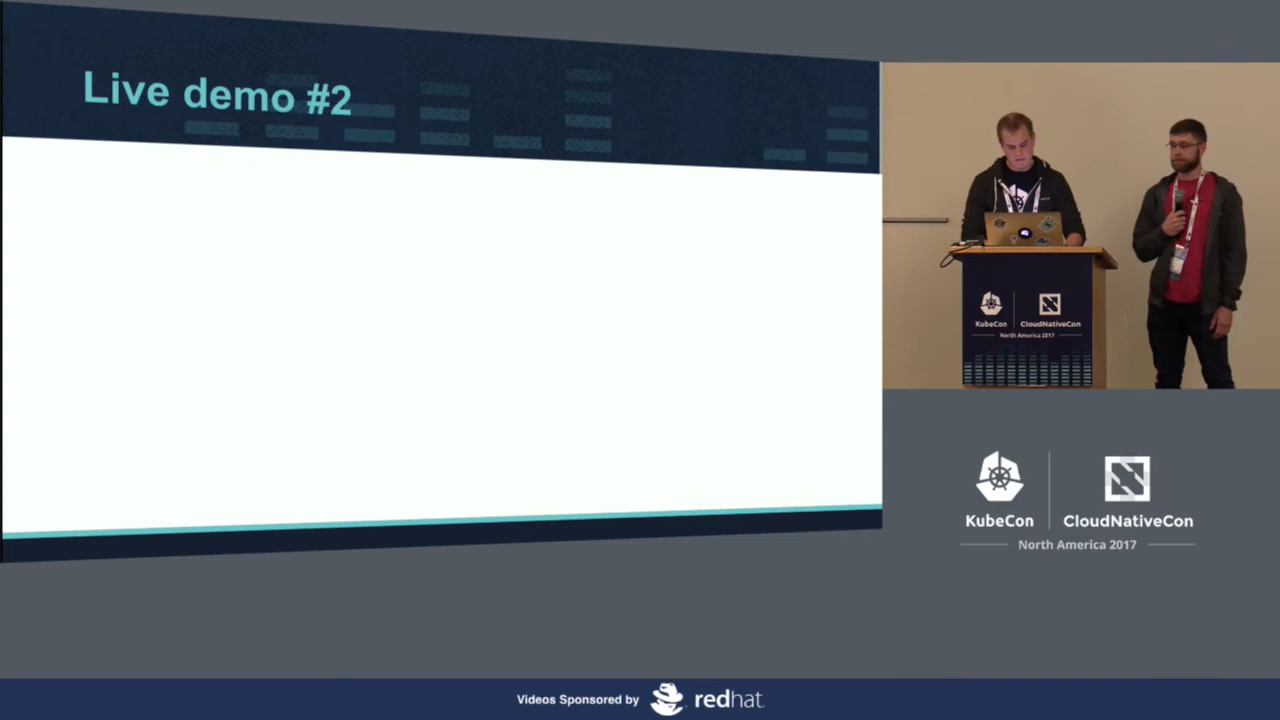 Live demo #2
KubeCon
CloudNativeCon
North America 2017
KubeCon
CloudNativeCon
North America 2017
Videos Sponsored by
redhat